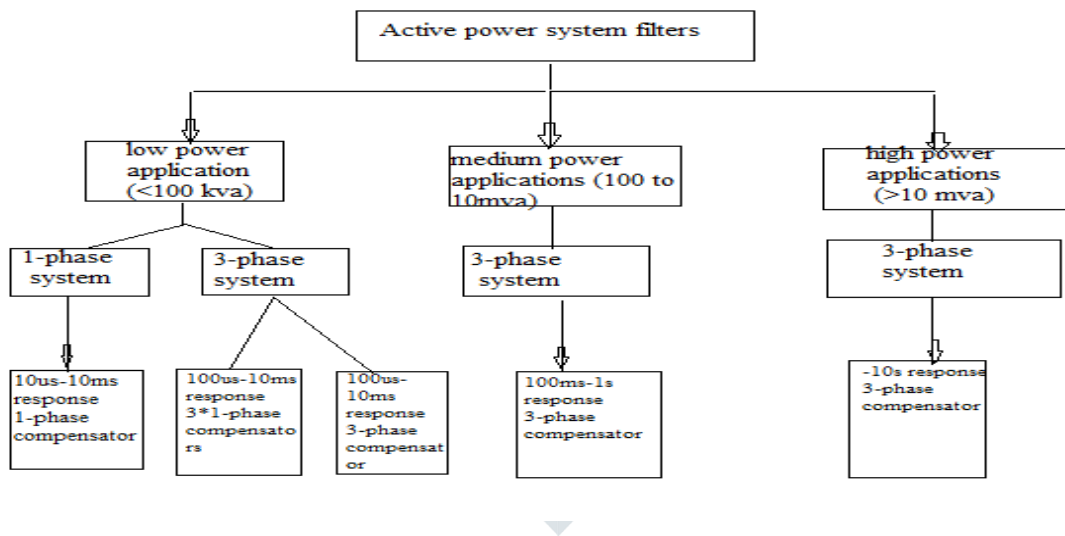 Active power system filters
low power
application
(<100 kva)
medium power
applications (100 to
10mva)
high power
applications
(>10 mva)
1-phase
system
3-phase
system
3-phase
system
3-phase
system
10us-10ms
response
1-phase
compensator
100us-10ms
response
3*1-phase
compensato
rs
100us-
10ms
response
3-phase
compensat
or
100ms-1s
response
3-phase
compensator
-10s response
3-phase
compensator